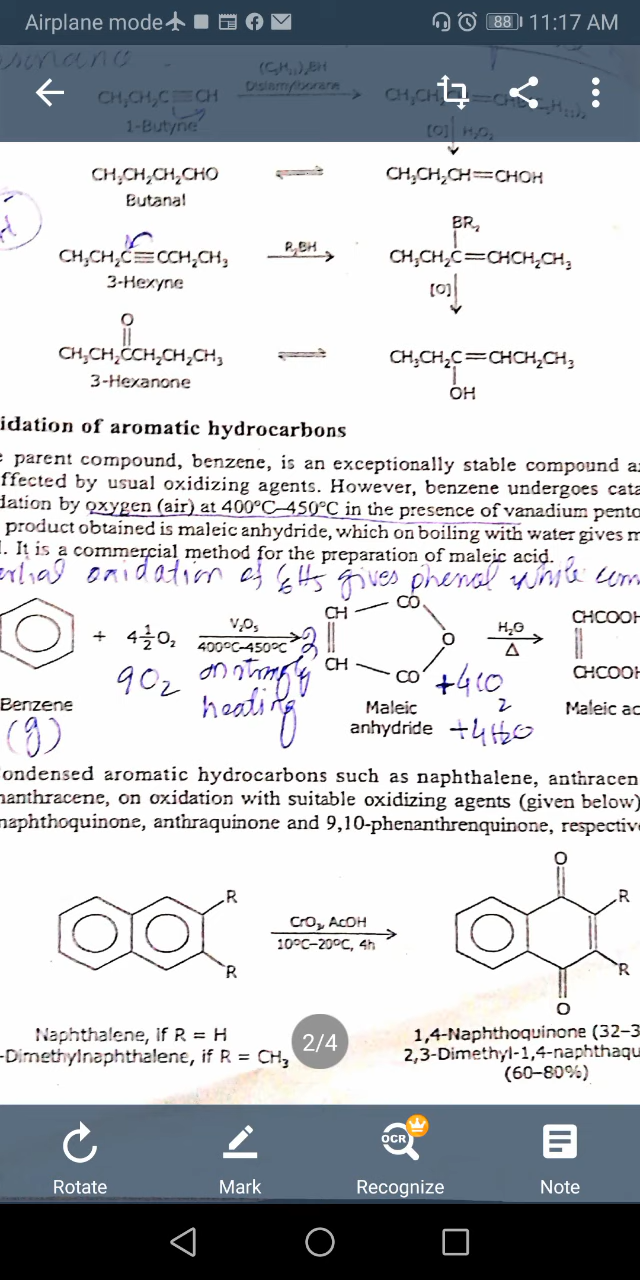 Airplane mode 88 11:17 AM
(C₅H₁₁)₂BH
CH₃CH₂C≡CH Disiamylborane
1-Butyne [O] H₂O₂
CH₃CH₂CH₂CHO ⇌ CH₃CH₂CH=CHOH
Butanal
BR₂
CH₃CH₂C≡CCH₂CH₃ R₂BH CH₃CH₂C=CHCH₂CH₃
3-Hexyne [O]
O
CH₃CH₂CCH₂CH₂CH₃ ⇌ CH₃CH₂C=CHCH₂CH₃
3-Hexanone OH
idation of aromatic hydrocarbons
e parent compound, benzene, is an exceptionally stable compound a
ffected by usual oxidizing agents. However, benzene undergoes cata
dation by oxygen (air) at 400°C–450°C in the presence of vanadium pento
product obtained is maleic anhydride, which on boiling with water gives m
l. It is a commercial method for the preparation of maleic acid.
oxidation of gives phenol while com
CH CO CHCOOH
+ 4½O₂ V₂O₅ 2 O H₂O
400°C-450°C Δ
CH CO CHCOOH
9O₂ on strongly +4CO₂
Benzene heating Maleic Maleic ac
(g) anhydride +4H₂O
ondensed aromatic hydrocarbons such as naphthalene, anthracen
nanthracene, on oxidation with suitable oxidizing agents (given below)
naphthoquinone, anthraquinone and 9,10-phenanthrenquinone, respective
O
R R
CrO₃, AcOH
10°C–20°C, 4h
R R
O
Naphthalene, if R = H 2/4 1,4-Naphthoquinone (32–3
-Dimethylnaphthalene, if R = CH₃ 2,3-Dimethyl-1,4-naphthaqu
(60–80%)
OCR
Rotate Mark Recognize Note